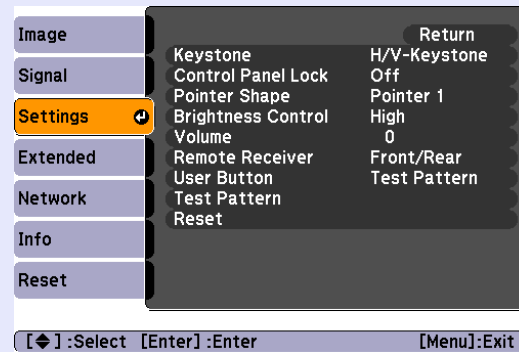 Image
Signal
Settings
Extended
Network
Info
Reset
Return
Keystone H/V-Keystone
Control Panel Lock Off
Pointer Shape Pointer 1
Brightness Control High
Volume 0
Remote Receiver Front/Rear
User Button Test Pattern
Test Pattern
Reset
[◆] :Select [Enter] :Enter [Menu]:Exit